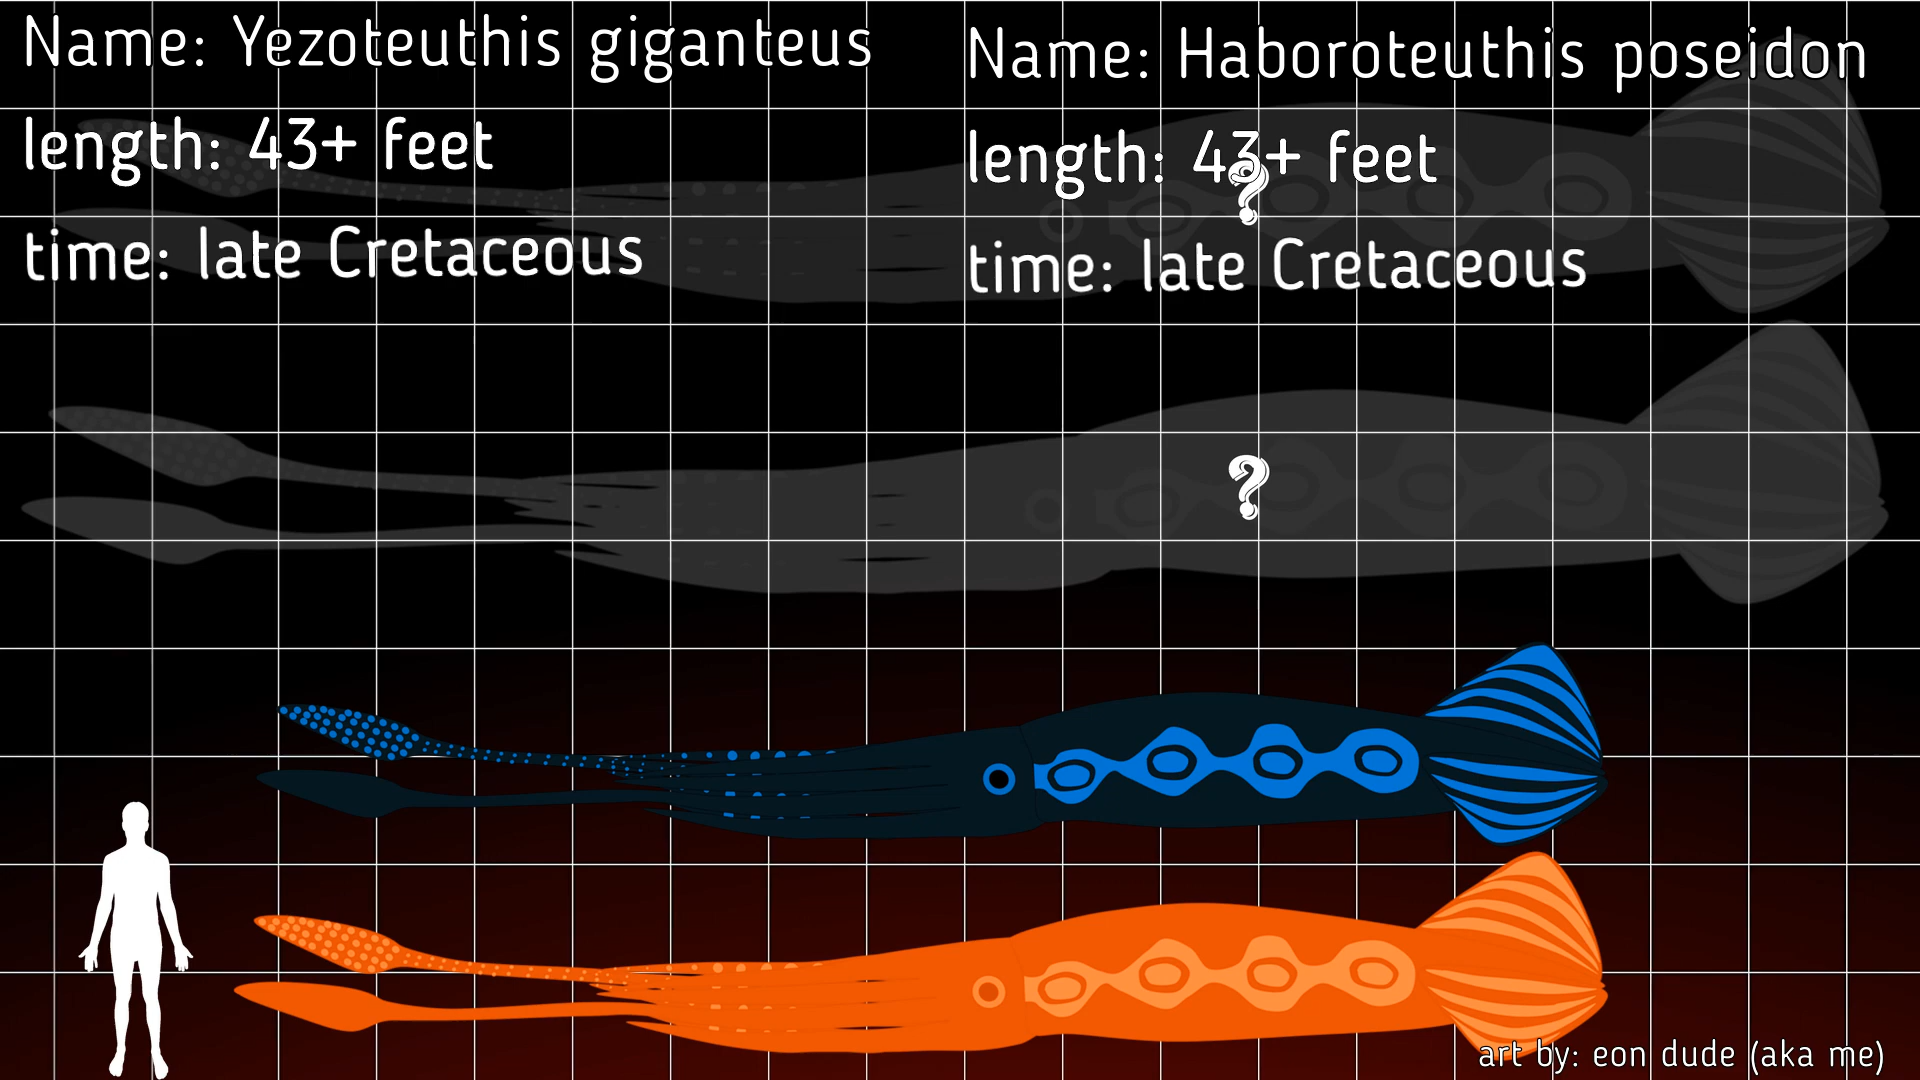 Name: Yezoteuthis giganteus
length: 43+ feet
time: late Cretaceous
Name: Haboroteuthis poseidon
length: 43+ feet
?
time: late Cretaceous
?
art by: eon dude (aka me)